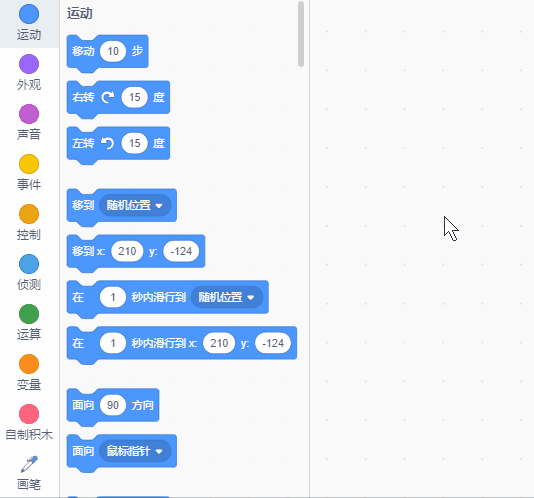 运动
外观
声音
事件
控制
侦测
运算
变量
自制积木
画笔
运动
移动 10 步
右转 15 度
左转 15 度
移到 随机位置
移到 x: 210 y: -124
在 1 秒内滑行到 随机位置
在 1 秒内滑行到 x: 210 y: -124
面向 90 方向
面向 鼠标指针